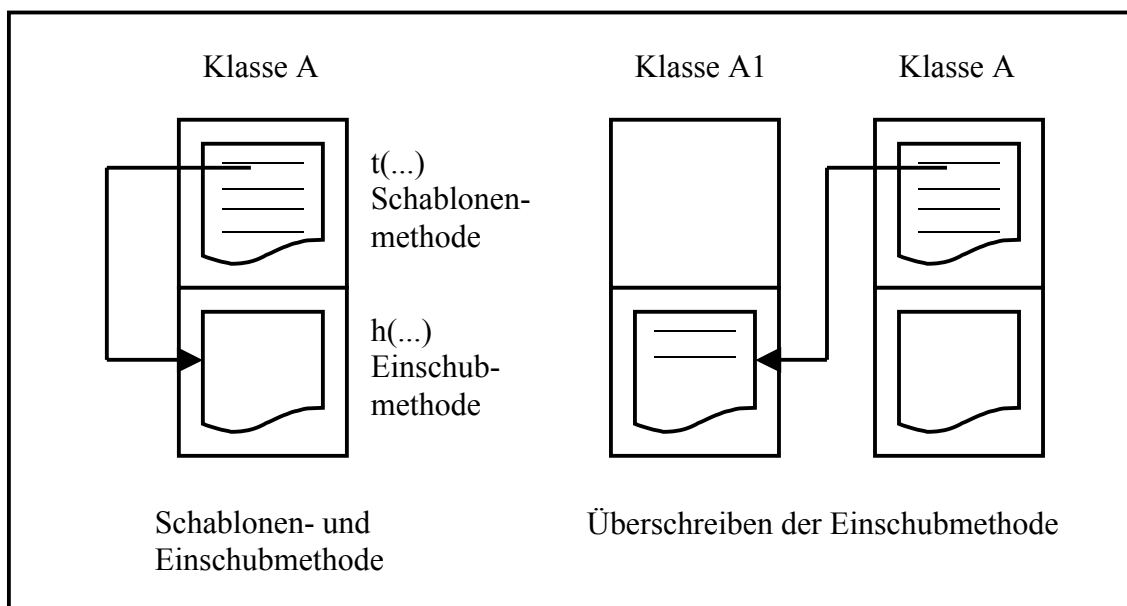 Klasse A
t(...)
Schablonen-
methode
h(...)
Einschub-
methode
Schablonen- und
Einschubmethode
Klasse A1
Klasse A
Überschreiben der Einschubmethode